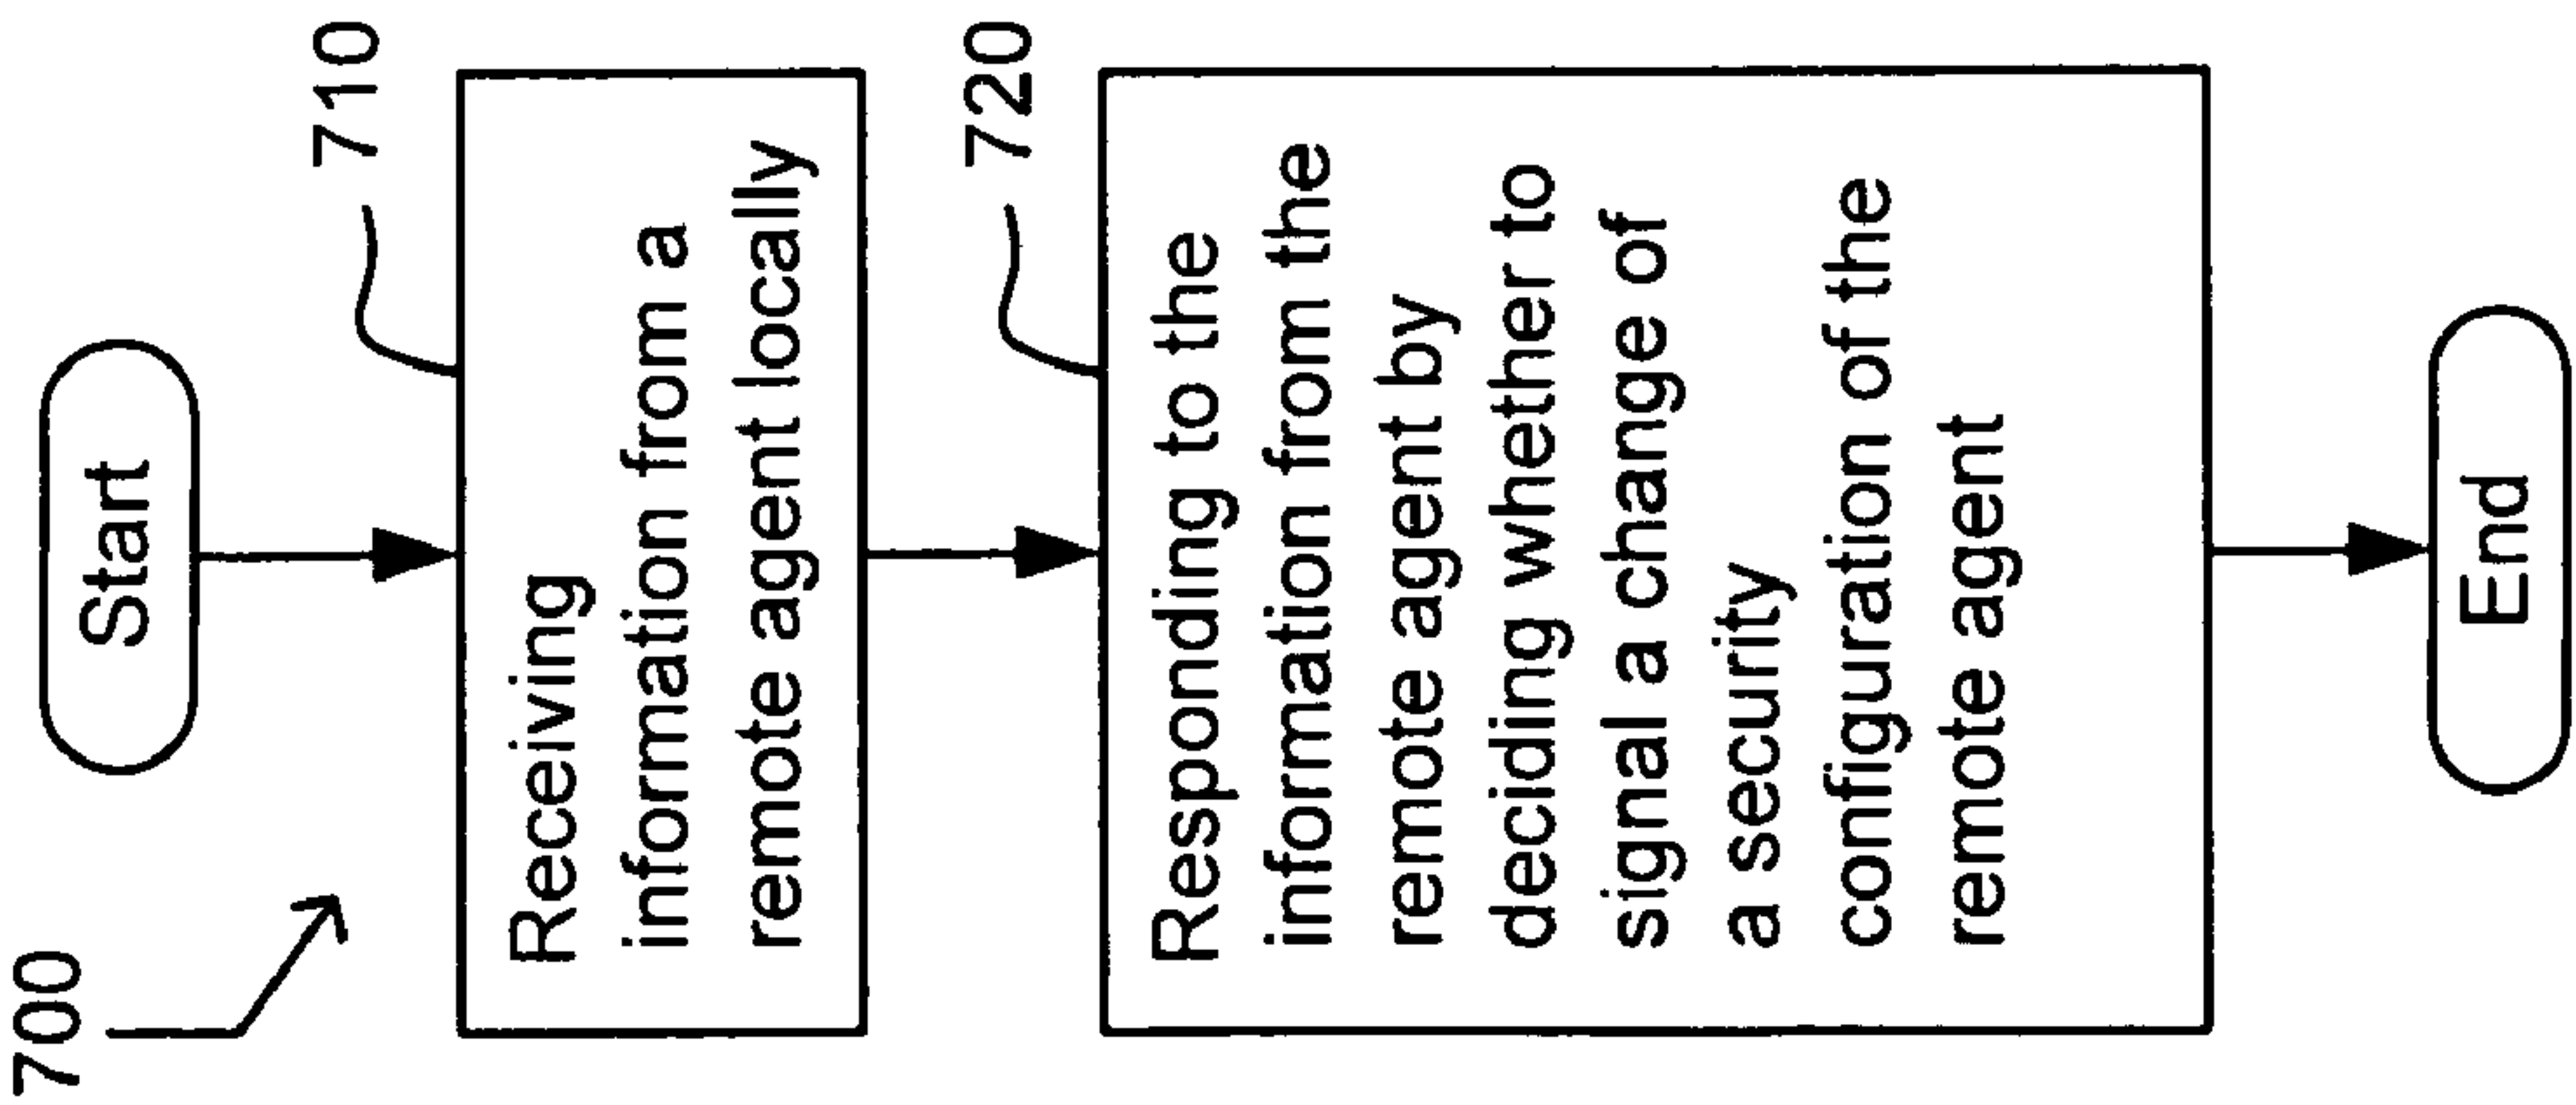 700
Start
710
Receiving
information from a
remote agent locally
720
Responding to the
information from the
remote agent by
deciding whether to
signal a change of
a security
configuration of the
remote agent
End